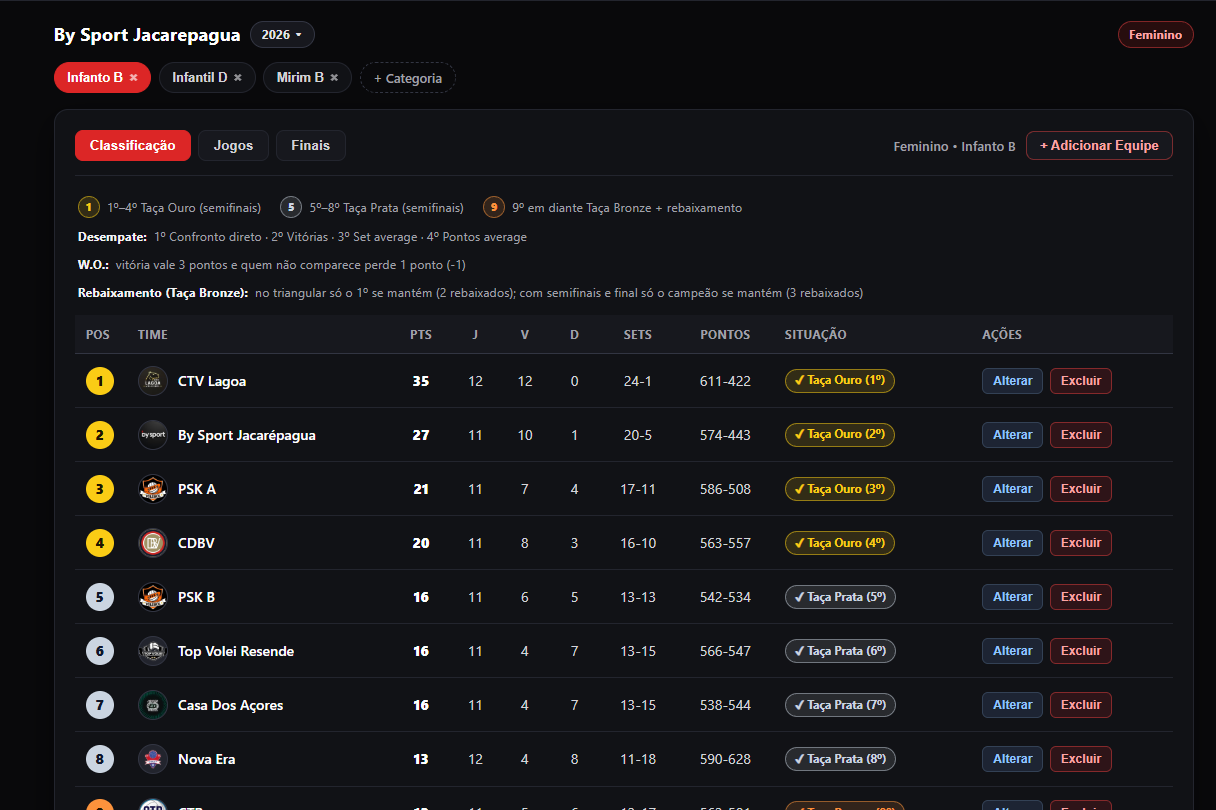 By Sport Jacarepagua 2026 Feminino
Infanto B × Infantil D × Mirim B × + Categoria
Classificação Jogos Finais Feminino • Infanto B + Adicionar Equipe
1 1º–4º Taça Ouro (semifinais) 5 5º–8º Taça Prata (semifinais) 9 9º em diante Taça Bronze + rebaixamento
Desempate: 1º Confronto direto · 2º Vitórias · 3º Set average · 4º Pontos average
W.O.: vitória vale 3 pontos e quem não comparece perde 1 ponto (-1)
Rebaixamento (Taça Bronze): no triangular só o 1º se mantém (2 rebaixados); com semifinais e final só o campeão se mantém (3 rebaixados)
POS TIME PTS J V D SETS PONTOS SITUAÇÃO AÇÕES
1 CTV Lagoa 35 12 12 0 24-1 611-422 ✓ Taça Ouro (1º) Alterar Excluir
2 By Sport Jacarépagua 27 11 10 1 20-5 574-443 ✓ Taça Ouro (2º) Alterar Excluir
3 PSK A 21 11 7 4 17-11 586-508 ✓ Taça Ouro (3º) Alterar Excluir
4 CDBV 20 11 8 3 16-10 563-557 ✓ Taça Ouro (4º) Alterar Excluir
5 PSK B 16 11 6 5 13-13 542-534 ✓ Taça Prata (5º) Alterar Excluir
6 Top Volei Resende 16 11 4 7 13-15 566-547 ✓ Taça Prata (6º) Alterar Excluir
7 Casa Dos Açores 16 11 4 7 13-15 538-544 ✓ Taça Prata (7º) Alterar Excluir
8 Nova Era 13 12 4 8 11-18 590-628 ✓ Taça Prata (8º) Alterar Excluir